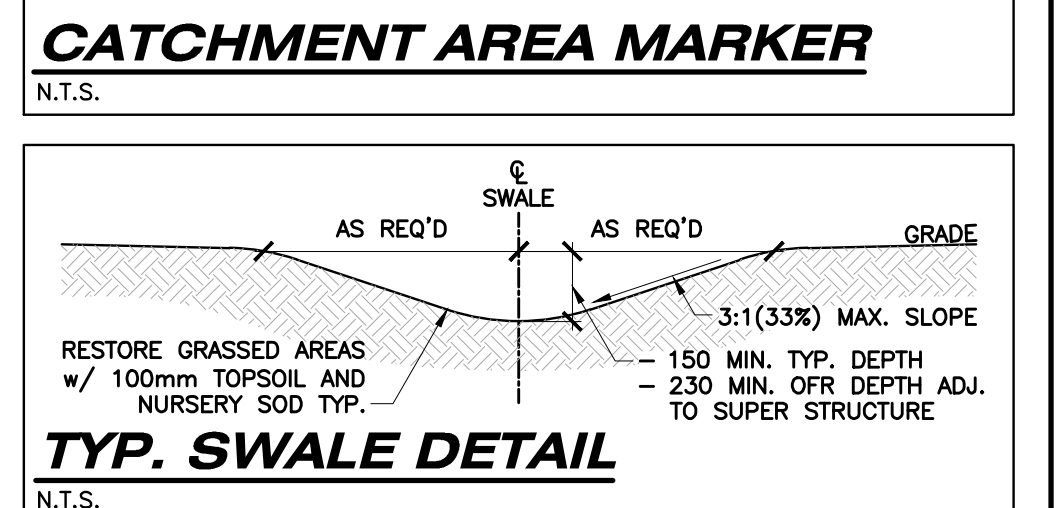 CATCHMENT AREA MARKER
N.T.S.
℄
SWALE
AS REQ'D
AS REQ'D
GRADE
3:1(33%) MAX. SLOPE
RESTORE GRASSED AREAS
w/ 100mm TOPSOIL AND
NURSERY SOD TYP.
- 150 MIN. TYP. DEPTH
- 230 MIN. OFR DEPTH ADJ.
TO SUPER STRUCTURE
TYP. SWALE DETAIL
N.T.S.